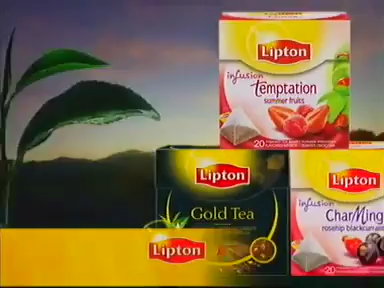 Lipton
infusion
Temptation
summer fruits
20
Lipton
Gold Tea
Lipton
infusion
CharMing
rosehip blackcurrant
20
Lipton